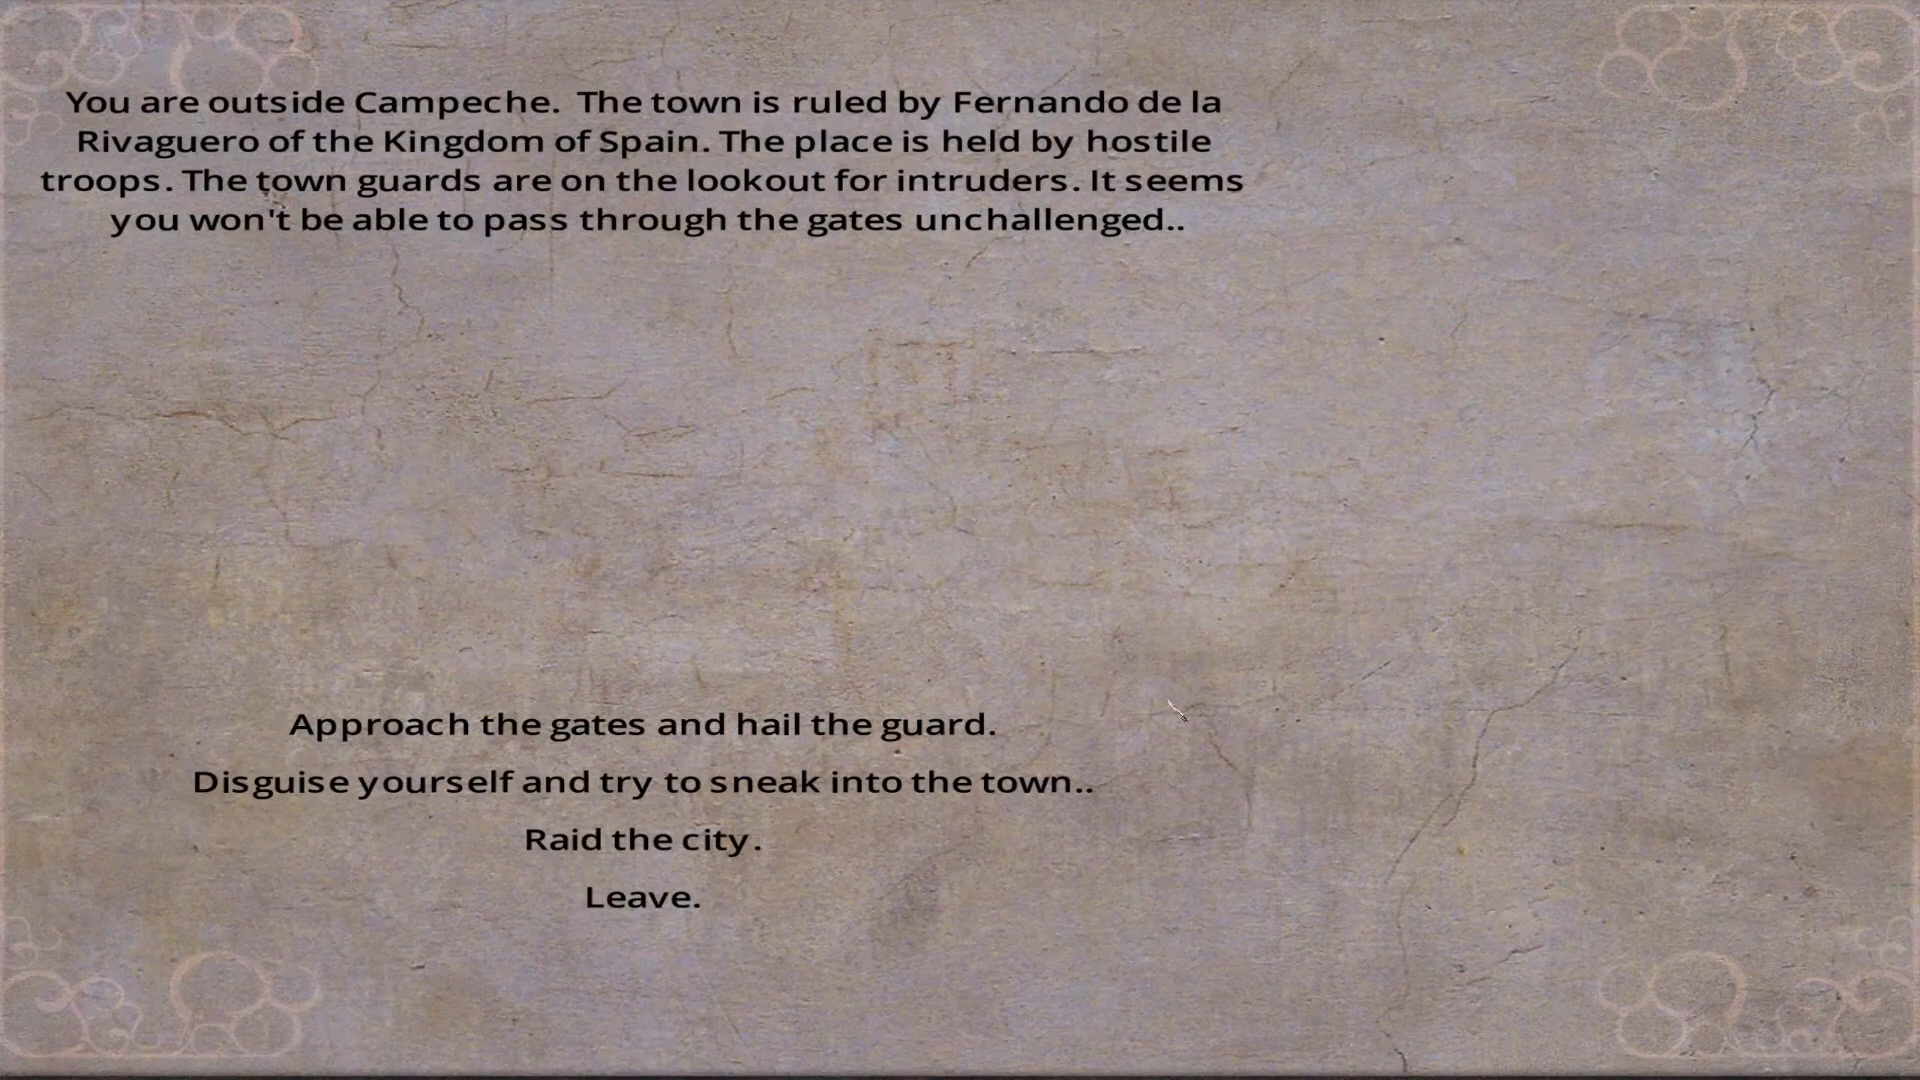 You are outside Campeche.  The town is ruled by Fernando de la
Rivaguero of the Kingdom of Spain. The place is held by hostile
troops. The town guards are on the lookout for intruders. It seems
you won't be able to pass through the gates unchallenged..
Approach the gates and hail the guard.
Disguise yourself and try to sneak into the town..
Raid the city.
Leave.